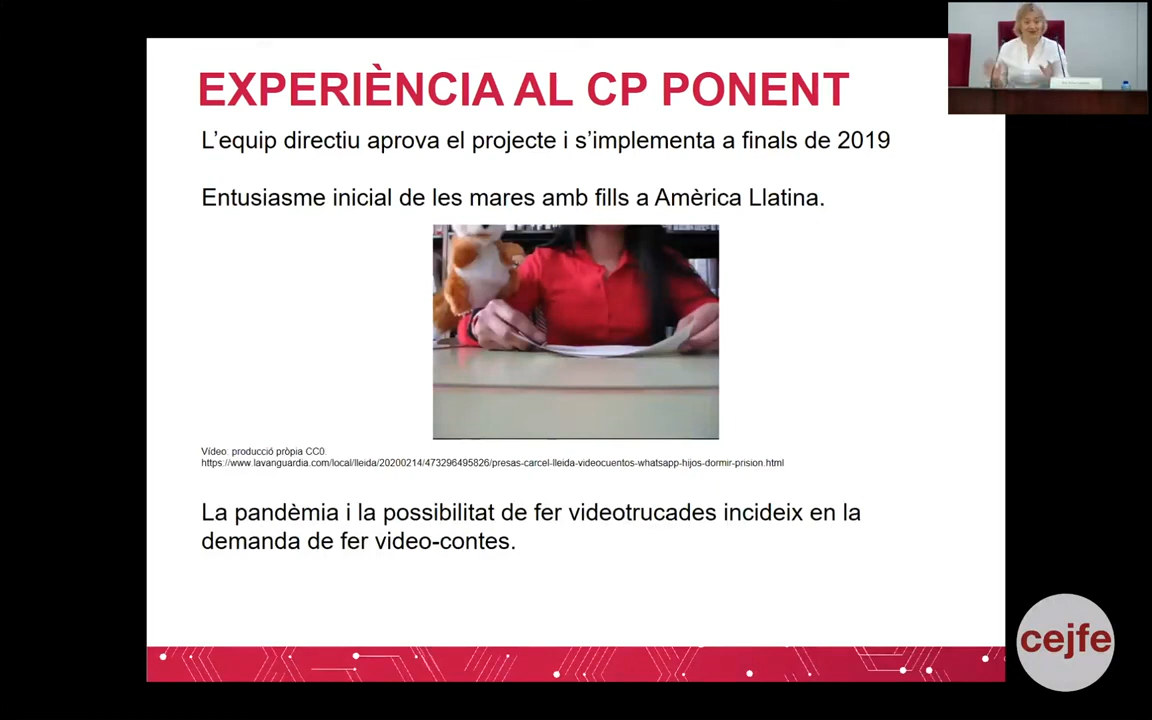 EXPERIÈNCIA AL CP PONENT
L’equip directiu aprova el projecte i s’implementa a finals de 2019
Entusiasme inicial de les mares amb fills a Amèrica Llatina.
Vídeo: producció pròpia CC0.
https://www.lavanguardia.com/local/lleida/20200214/473296495826/presas-carcel-lleida-videocuentos-whatsapp-hijos-dormir-prision.html
La pandèmia i la possibilitat de fer videotrucades incideix en la
demanda de fer video-contes.
cejfe